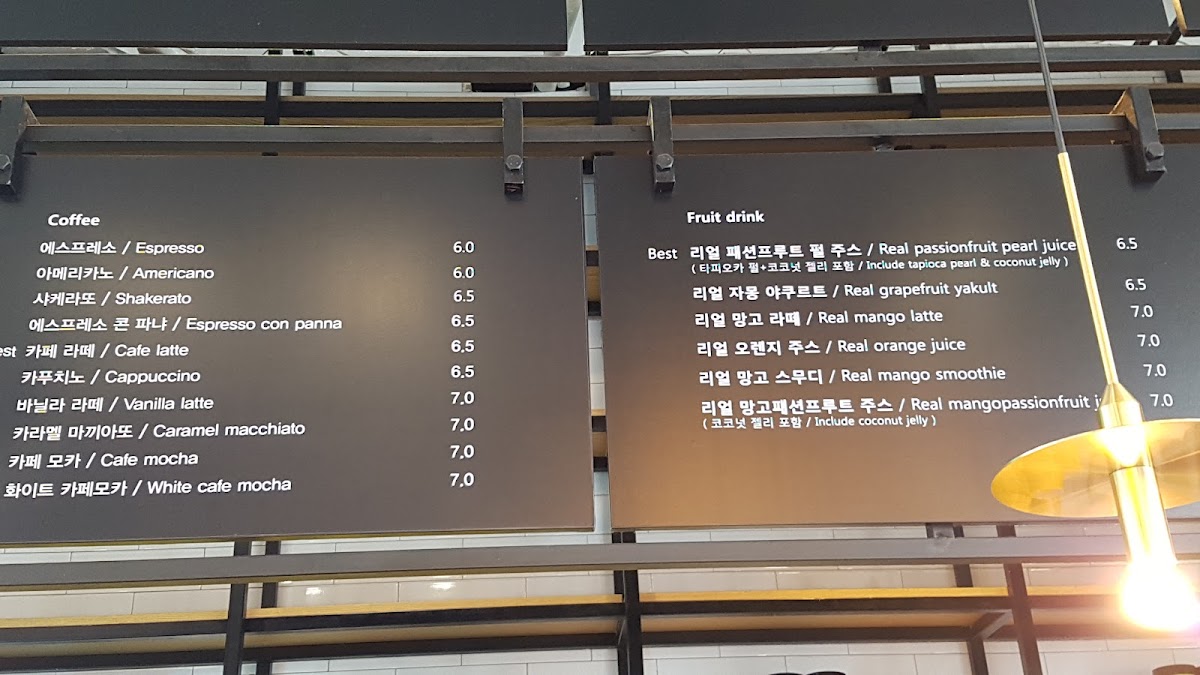 Coffee
에스프레소 / Espresso 6.0
아메리카노 / Americano 6.0
샤케라또 / Shakerato 6.5
에스프레소 콘 파냐 / Espresso con panna 6.5
est 카페 라떼 / Cafe latte 6.5
카푸치노 / Cappuccino 6.5
바닐라 라떼 / Vanilla latte 7.0
카라멜 마끼아또 / Caramel macchiato 7.0
카페 모카 / Cafe mocha 7.0
화이트 카페모카 / White cafe mocha 7.0
Fruit drink
Best 리얼 패션프루트 펄 주스 / Real passionfruit pearl juice 6.5
( 타피오카 펄+코코넛 젤리 포함 / Include tapioca pearl & coconut jelly )
리얼 자몽 야쿠르트 / Real grapefruit yakult 6.5
리얼 망고 라떼 / Real mango latte 7.0
리얼 오렌지 주스 / Real orange juice 7.0
리얼 망고 스무디 / Real mango smoothie 7.0
리얼 망고패션프루트 주스 / Real mangopassionfruit 7.0
( 코코넛 젤리 포함 / Include coconut jelly )